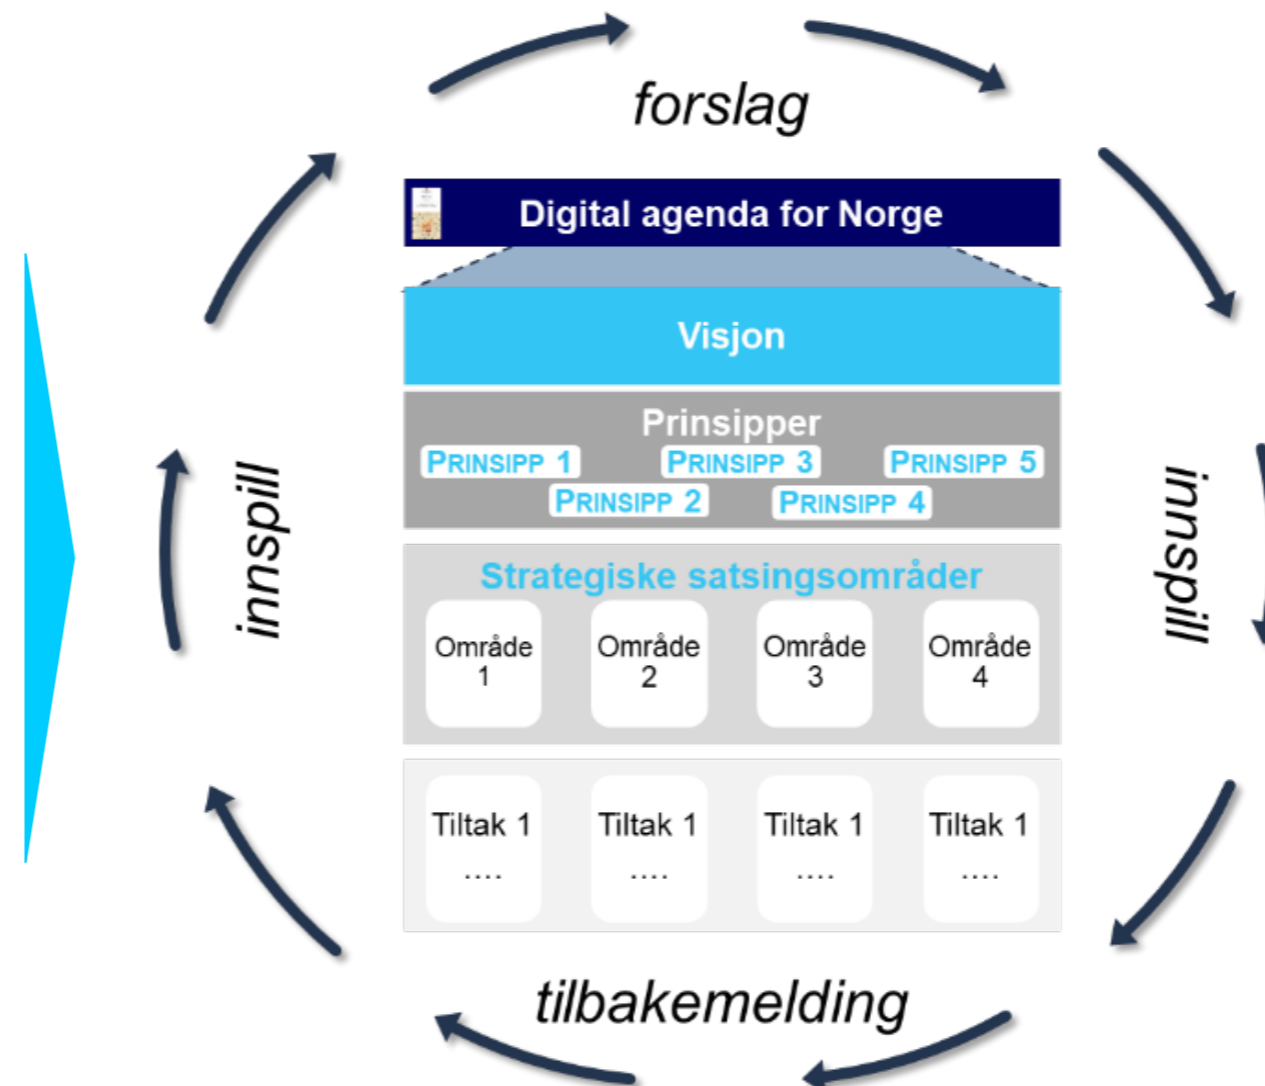 forslag
Digital agenda for Norge
Visjon
Prinsipper
PRINSIPP 1
PRINSIPP 3
PRINSIPP 5
PRINSIPP 2
PRINSIPP 4
innspill
innspill
Strategiske satsingsområder
Område
1
Område
2
Område
3
Område
4
Tiltak 1
....
Tiltak 1
....
Tiltak 1
....
Tiltak 1
....
tilbakemelding